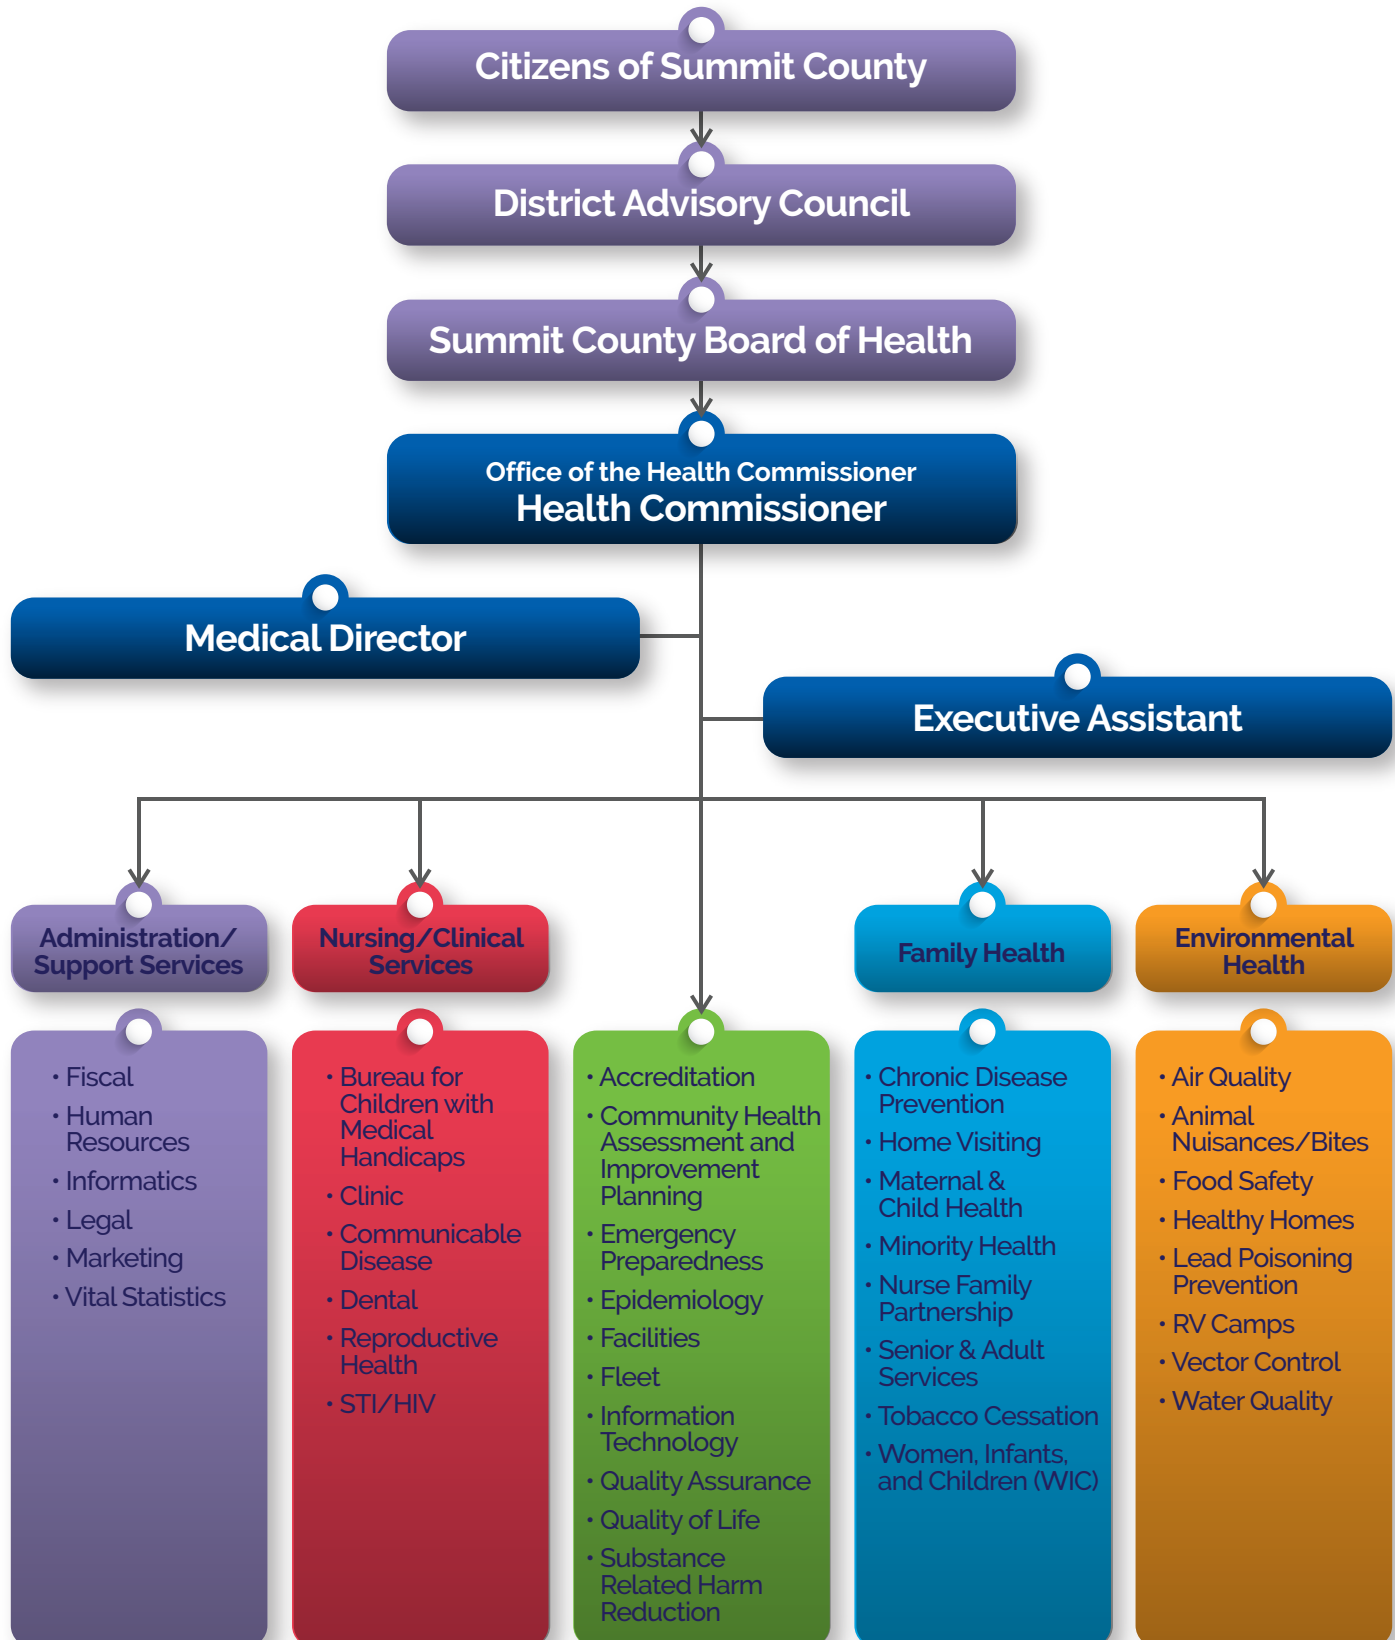 Citizens of Summit County
District Advisory Council
Summit County Board of Health
Office of the Health Commissioner
Health Commissioner
Medical Director
Executive Assistant
Administration/
Support Services
• Fiscal
• Human
Resources
• Informatics
• Legal
• Marketing
• Vital Statistics
Nursing/Clinical
Services
• Bureau for
Children with
Medical
Handicaps
• Clinic
• Communicable
Disease
• Dental
• Reproductive
Health
• STI/HIV
• Accreditation
• Community Health
Assessment and
Improvement
Planning
• Emergency
Preparedness
• Epidemiology
• Facilities
• Fleet
• Information
Technology
• Quality Assurance
• Quality of Life
• Substance
Related Harm
Reduction
Family Health
• Chronic Disease
Prevention
• Home Visiting
• Maternal &
Child Health
• Minority Health
• Nurse Family
Partnership
• Senior & Adult
Services
• Tobacco Cessation
• Women, Infants,
and Children (WIC)
Environmental
Health
• Air Quality
• Animal
Nuisances/Bites
• Food Safety
• Healthy Homes
• Lead Poisoning
Prevention
• RV Camps
• Vector Control
• Water Quality